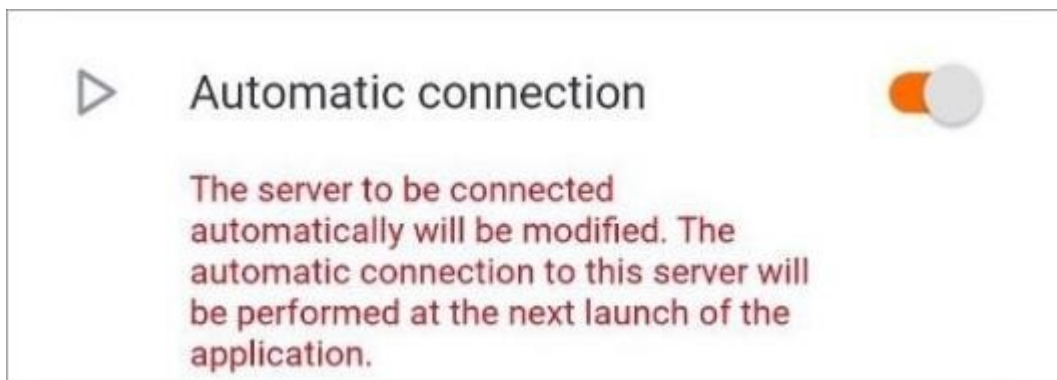 Automatic connection
The server to be connected
automatically will be modified. The
automatic connection to this server will
be performed at the next launch of the
application.